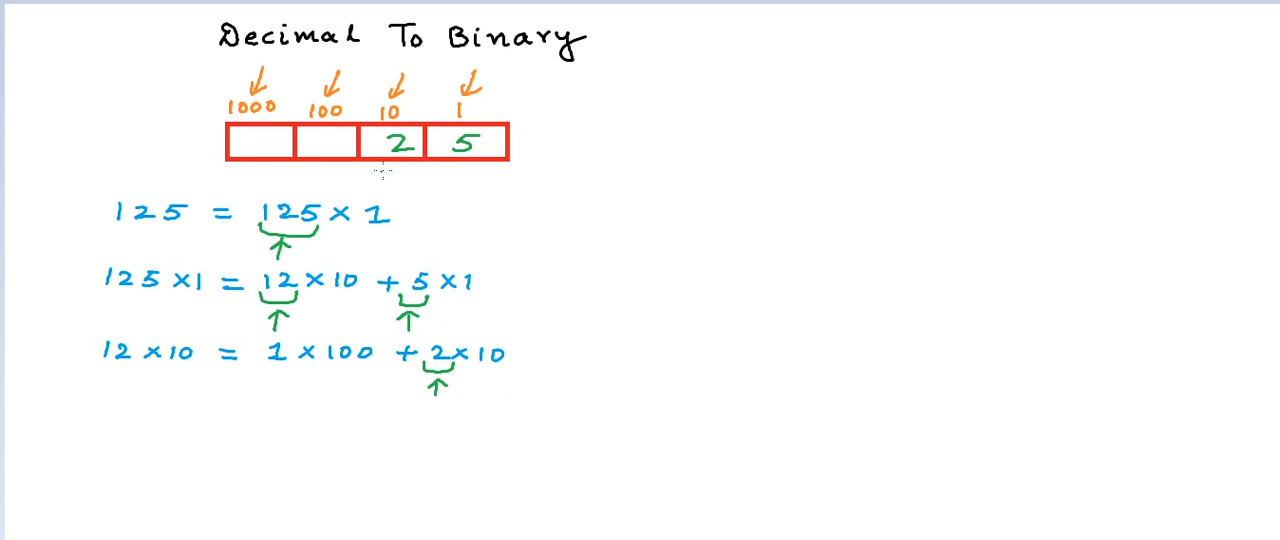 Decimal To Binary
1000 100 10 1
2 5
125 = 125 × 1
125 × 1 = 12 × 10 + 5 × 1
12 × 10 = 1 × 100 + 2 × 10